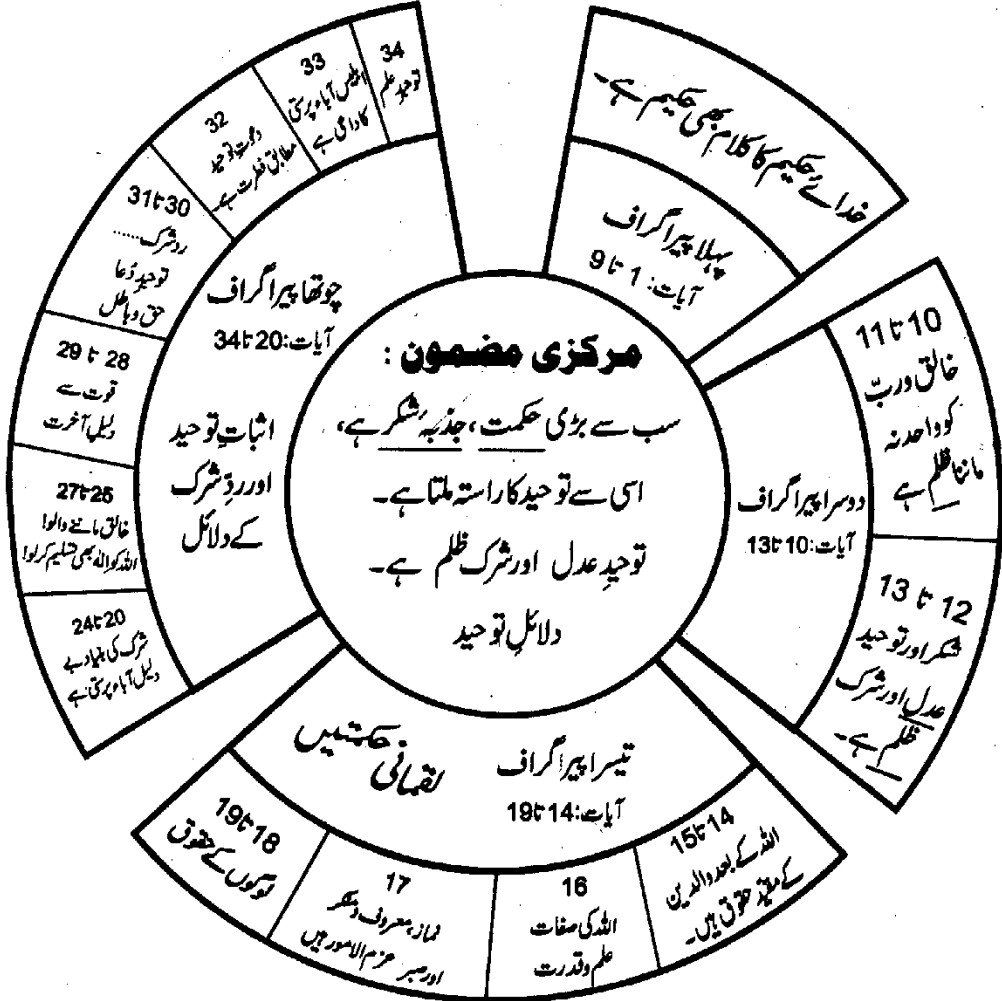 مرکزی مضمون :
سب سے بڑی حکمت، جذبۂ شکر ہے،
اسی سے توحید کا راستہ ملتا ہے۔
توحید عدل اور شرک ظلم ہے۔
دلائلِ توحید
خدائے حکیم کا کلام بھی حکیم ہے۔
پہلا پیراگراف
آیات: 1 تا 9
دوسرا پیراگراف
آیات: 10 تا 13
10 تا 11
خالق و ربّ
کو واحد نہ
ماننا ظلم ہے
12 تا 13
شکر اور توحید
عدل اور شرک
ظلم ہے۔
تیسرا پیراگراف
آیات: 14 تا 19
لقمانی حکمتیں
14 تا 15
اللہ کے بعد والدین
کے مقیّد حقوق ہیں۔
16
اللہ کی صفات
علم و قدرت
17
نماز، معروف و منکر
اور صبر عزم الامور ہیں
18 تا 19
لوگوں کے حقوق
چوتھا پیراگراف
آیات: 20 تا 34
اثباتِ توحید
اور ردِّ شرک
کے دلائل
20 تا 24
شرک کی بنیاد بے
دلیل آباء پرستی ہے
25 تا 27
خالق ماننے والو!
اللہ کو الٰہ بھی تسلیم کر لو!
28 تا 29
قوت سے
دلیلِ آخرت
30 تا 31
ردِ شرک......
توحیدِ دُعا
حق و باطل
32
دعوتِ توحید
مطابق فطرت ہے۔
33
ابلیس آباء پرستی
کا داعی ہے
34
توحیدِ علم